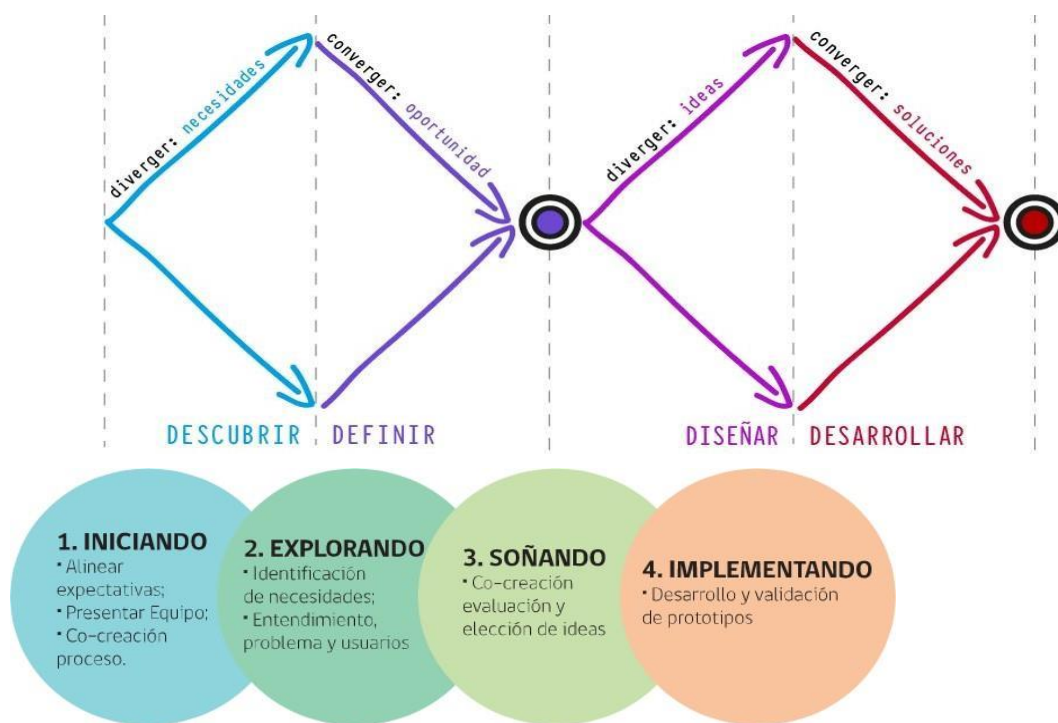 diverger: necesidades
converger: oportunidad
diverger: ideas
converger: soluciones
DESCUBRIR
DEFINIR
DISEÑAR
DESARROLLAR
1. INICIANDO
▪ Alinear
expectativas;
▪ Presentar Equipo;
▪ Co-creación
proceso.
2. EXPLORANDO
▪ Identificación
de necesidades;
▪ Entendimiento,
problema y usuarios
3. SOÑANDO
▪ Co-creación
evaluación y
elección de ideas
4. IMPLEMENTANDO
▪ Desarrollo y validación
de prototipos